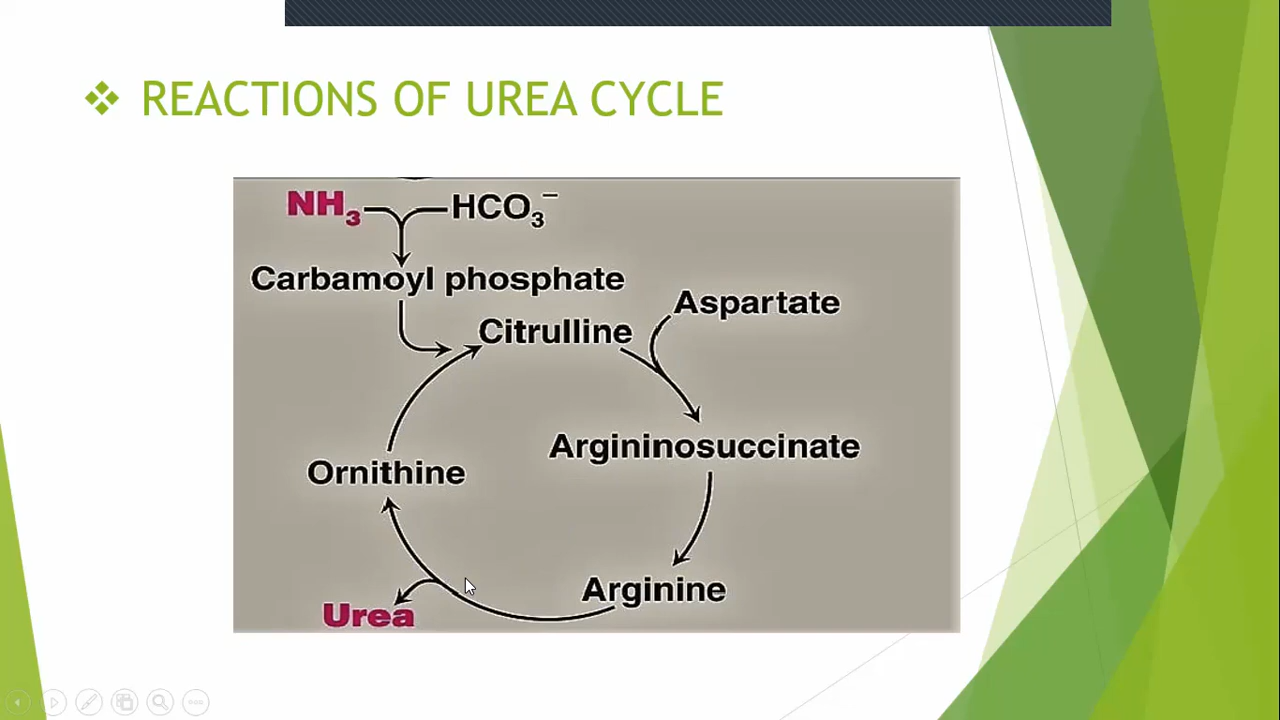 ❖ REACTIONS OF UREA CYCLE
NH₃ HCO₃⁻
Carbamoyl phosphate
Aspartate
Citrulline
Argininosuccinate
Ornithine
Arginine
Urea